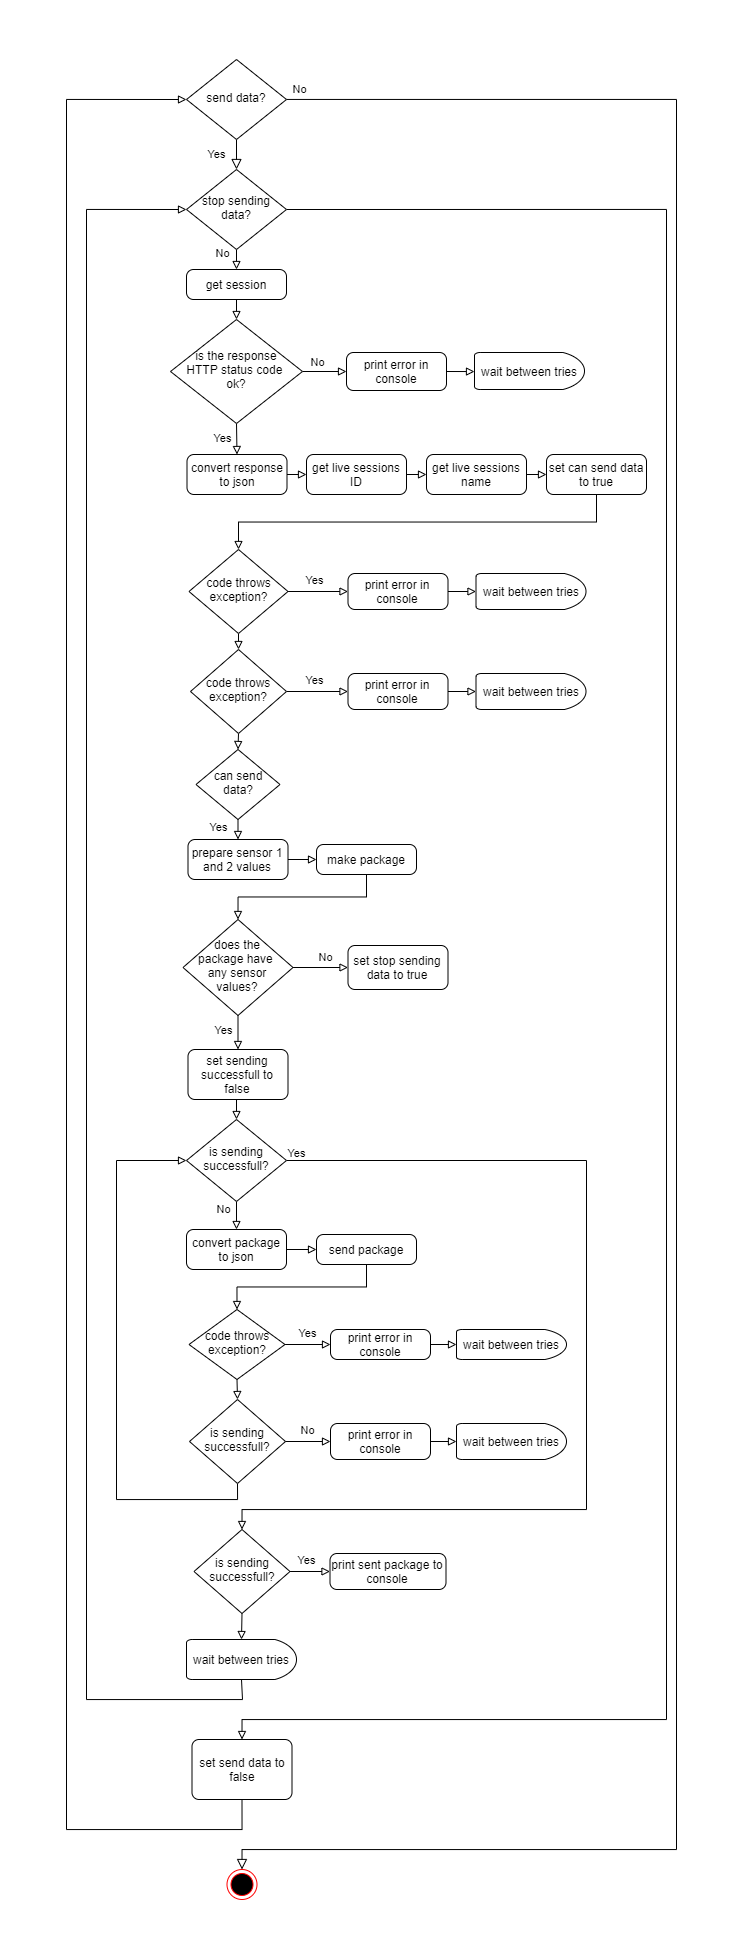 send data?
No
Yes
stop sending
data?
No
get session
is the response
HTTP status code
ok?
No
print error in
console
wait between tries
Yes
convert response
to json
get live sessions
ID
get live sessions
name
set can send data
to true
code throws
exception?
Yes
print error in
console
wait between tries
code throws
exception?
Yes
print error in
console
wait between tries
can send
data?
Yes
prepare sensor 1
and 2 values
make package
does the
package have
any sensor
values?
No
set stop sending
data to true
Yes
set sending
successfull to
false
is sending
successfull?
Yes
No
convert package
to json
send package
code throws
exception?
Yes
print error in
console
wait between tries
is sending
successfull?
No
print error in
console
wait between tries
is sending
successfull?
Yes
print sent package to
console
wait between tries
set send data to
false